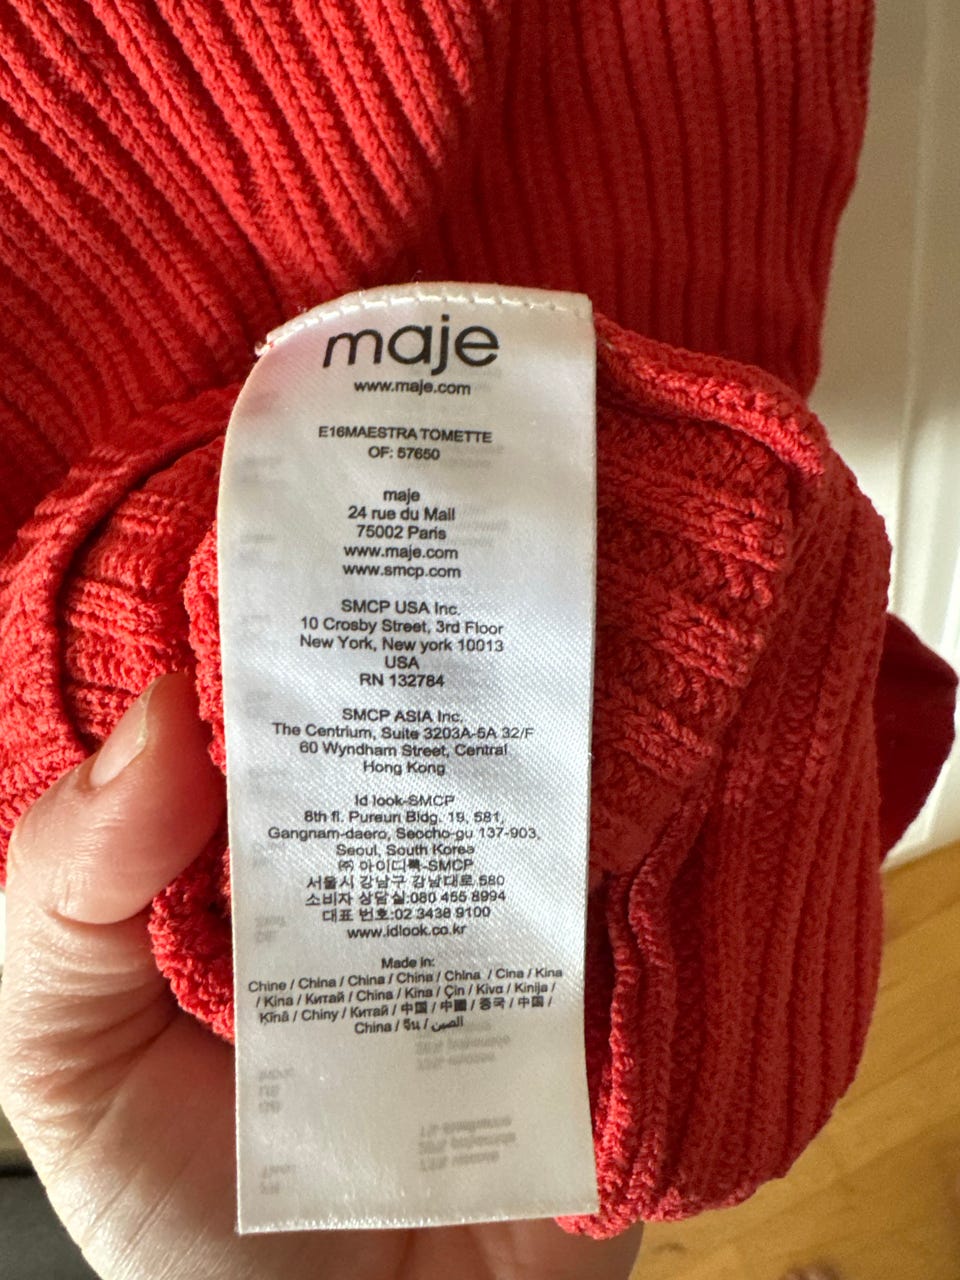 maje
www.maje.com
E16MAESTRA TOMETTE
OF: 57650
maje
24 rue du Mail
75002 Paris
www.maje.com
www.smcp.com
SMCP USA Inc.
10 Crosby Street, 3rd Floor
New York, New york 10013
USA
RN 132784
SMCP ASIA Inc.
The Centrium, Suite 3203A-5A 32/F
60 Wyndham Street, Central
Hong Kong
Id look-SMCP
8th fl. Pureun Bldg. 19, 581,
Gangnam-daero, Seocho-gu 137-903,
Seoul, South Korea
㈜ 아이디룩-SMCP
서울시 강남구 강남대로 580
소비자 상담실:080 455 8994
대표 번호:02 3438 9100
www.idlook.co.kr
Made in:
Chine / China / China / China / China / Cina / Kina
/ Kina / Китай / China / Kina / Çin / Κίνα / Kinija /
Ķīnā / Chiny / Китай / 中国 / 中國 / 중국 / 中国 /
China / จีน / الصين